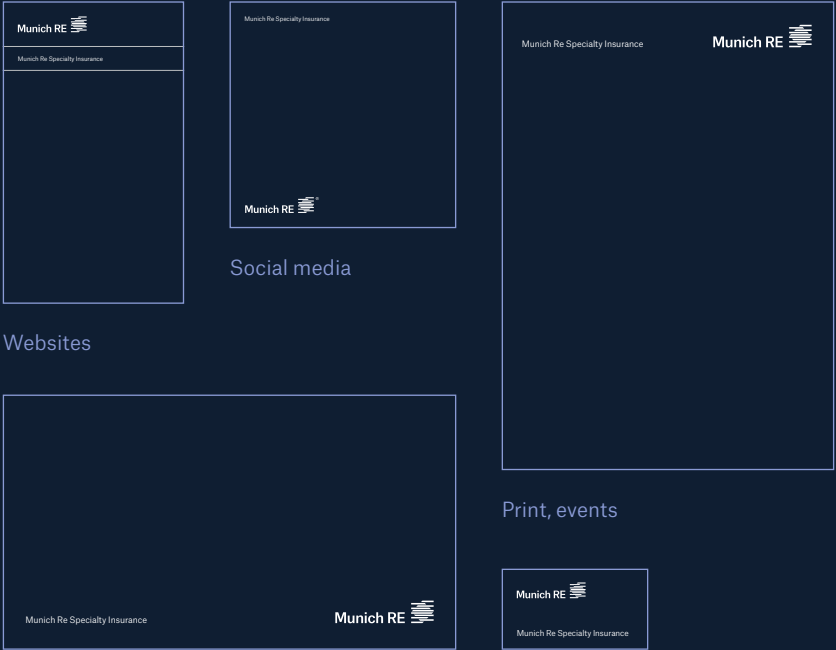 Munich RE
Munich Re Specialty Insurance
Websites
Munich Re Specialty Insurance
Munich RE ®
Social media
Munich Re Specialty Insurance
Munich RE
Print, events
Munich Re Specialty Insurance
Munich RE
Munich RE
Munich Re Specialty Insurance